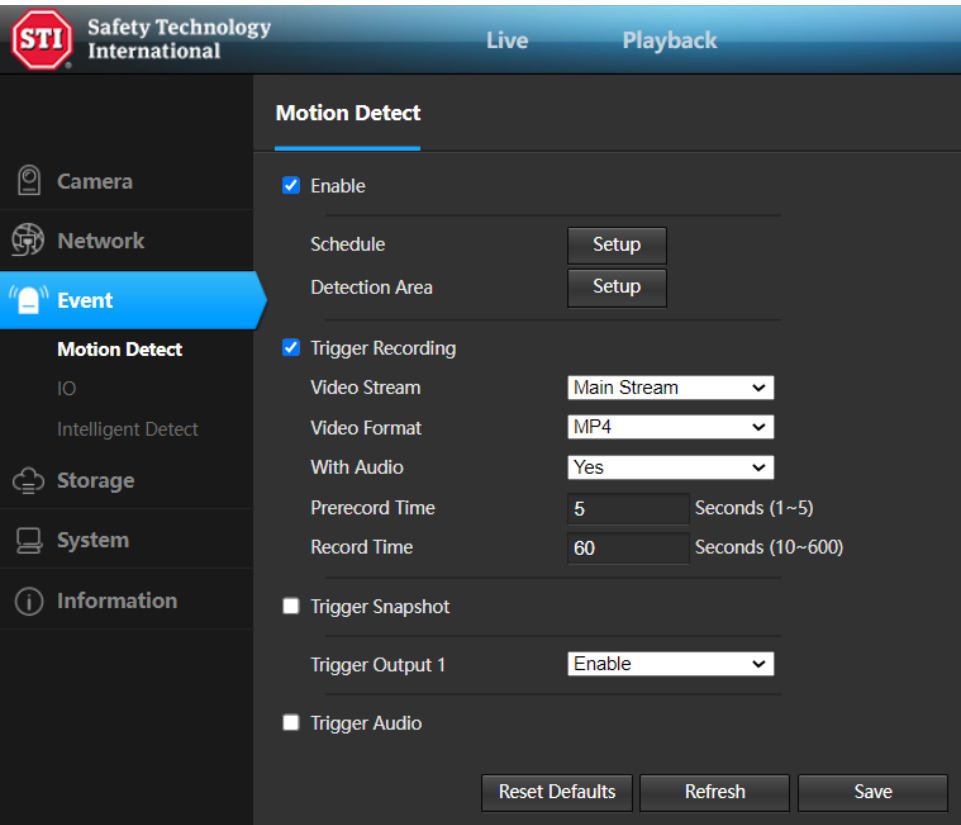 STI
Safety Technology
International
Live
Playback
Motion Detect
Camera
Network
Event
Motion Detect
IO
Intelligent Detect
Storage
System
Information
Enable
Schedule Setup
Detection Area Setup
Trigger Recording
Video Stream Main Stream
Video Format MP4
With Audio Yes
Prerecord Time 5 Seconds (1~5)
Record Time 60 Seconds (10~600)
Trigger Snapshot
Trigger Output 1 Enable
Trigger Audio
Reset Defaults Refresh Save